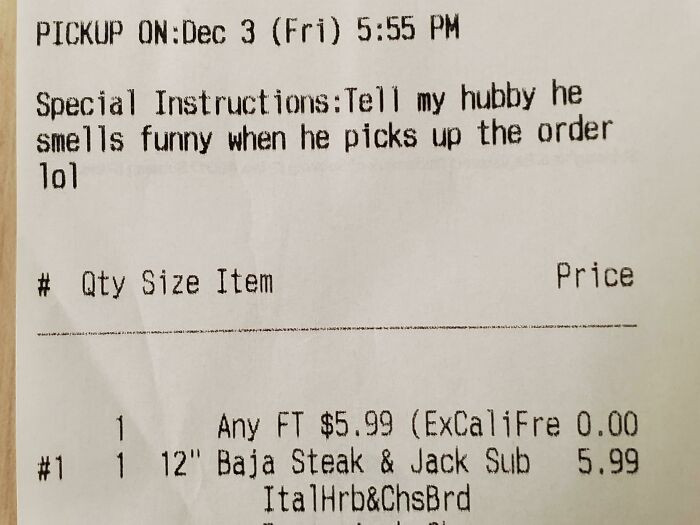 PICKUP ON:Dec 3 (Fri) 5:55 PM
Special Instructions:Tell my hubby he
smells funny when he picks up the order
lol
# Qty Size Item Price
1 Any FT $5.99 (ExCaliFre 0.00
#1 1 12" Baja Steak & Jack Sub 5.99
ItalHrb&ChsBrd